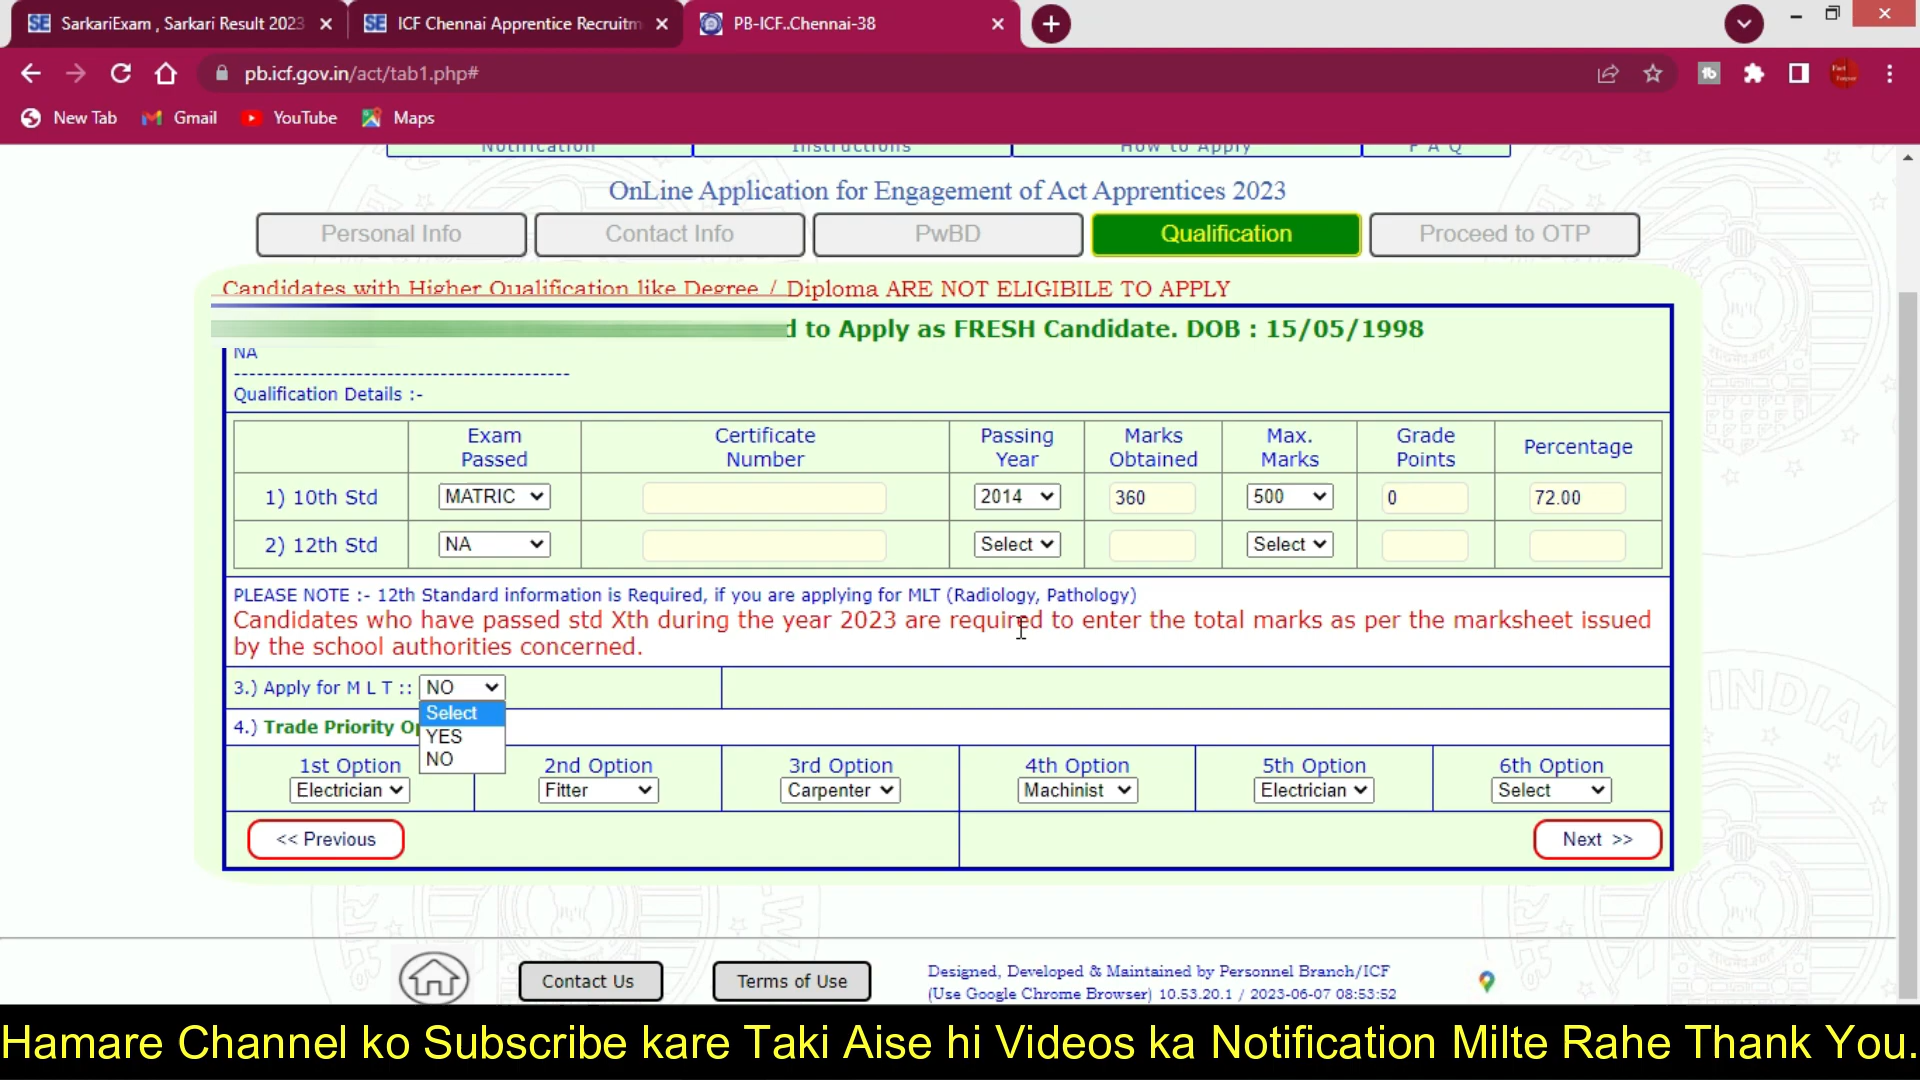 SarkariExam , Sarkari Result 2023
ICF Chennai Apprentice Recruitm
PB-ICF..Chennai-38
pb.icf.gov.in/act/tab1.php#
New Tab
Gmail
YouTube
Maps
Notification
Instructions
How to Apply
F A Q
OnLine Application for Engagement of Act Apprentices 2023
Personal Info
Contact Info
PwBD
Qualification
Proceed to OTP
Candidates with Higher Qualification like Degree / Diploma ARE NOT ELIGIBILE TO APPLY
d to Apply as FRESH Candidate. DOB : 15/05/1998
NA
------------------------------------------
Qualification Details :-
Exam Passed
Certificate Number
Passing Year
Marks Obtained
Max. Marks
Grade Points
Percentage
1) 10th Std MATRIC 2014 360 500 0 72.00
2) 12th Std NA Select Select
PLEASE NOTE :- 12th Standard information is Required, if you are applying for MLT (Radiology, Pathology)
Candidates who have passed std Xth during the year 2023 are required to enter the total marks as per the marksheet issued
by the school authorities concerned.
3.) Apply for M L T :: NO
Select
YES
NO
4.) Trade Priority
1st Option 2nd Option 3rd Option 4th Option 5th Option 6th Option
Electrician Fitter Carpenter Machinist Electrician Select
<< Previous
Next >>
Contact Us
Terms of Use
Designed, Developed & Maintained by Personnel Branch/ICF
(Use Google Chrome Browser) 10.53.20.1 / 2023-06-07 08:53:52
Hamare Channel ko Subscribe kare Taki Aise hi Videos ka Notification Milte Rahe Thank You.